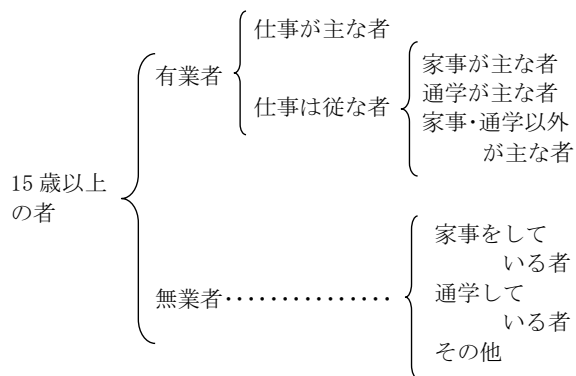 仕事が主な者
有業者
家事が主な者
通学が主な者
仕事は従な者
家事・通学以外
が主な者
15歳以上
の者
家事をして
いる者
無業者・・・・・・・・・・・・・・・
通学して
いる者
その他